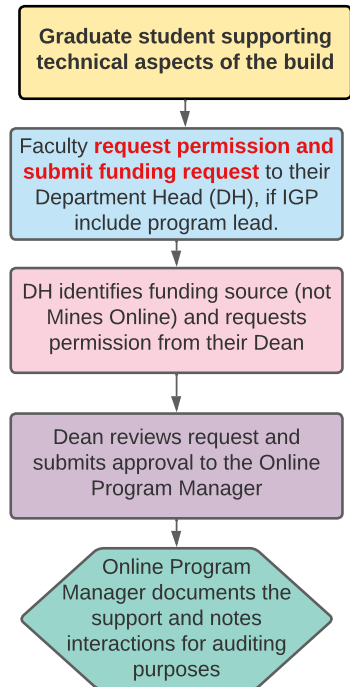 Graduate student supporting
technical aspects of the build
Faculty request permission and
submit funding request to their
Department Head (DH), if IGP
include program lead.
DH identifies funding source (not
Mines Online) and requests
permission from their Dean
Dean reviews request and
submits approval to the Online
Program Manager
Online Program
Manager documents the
support and notes
interactions for auditing
purposes